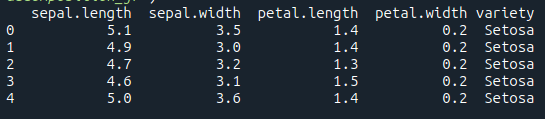 sepal.length sepal.width petal.length petal.width variety
0 5.1 3.5 1.4 0.2 Setosa
1 4.9 3.0 1.4 0.2 Setosa
2 4.7 3.2 1.3 0.2 Setosa
3 4.6 3.1 1.5 0.2 Setosa
4 5.0 3.6 1.4 0.2 Setosa